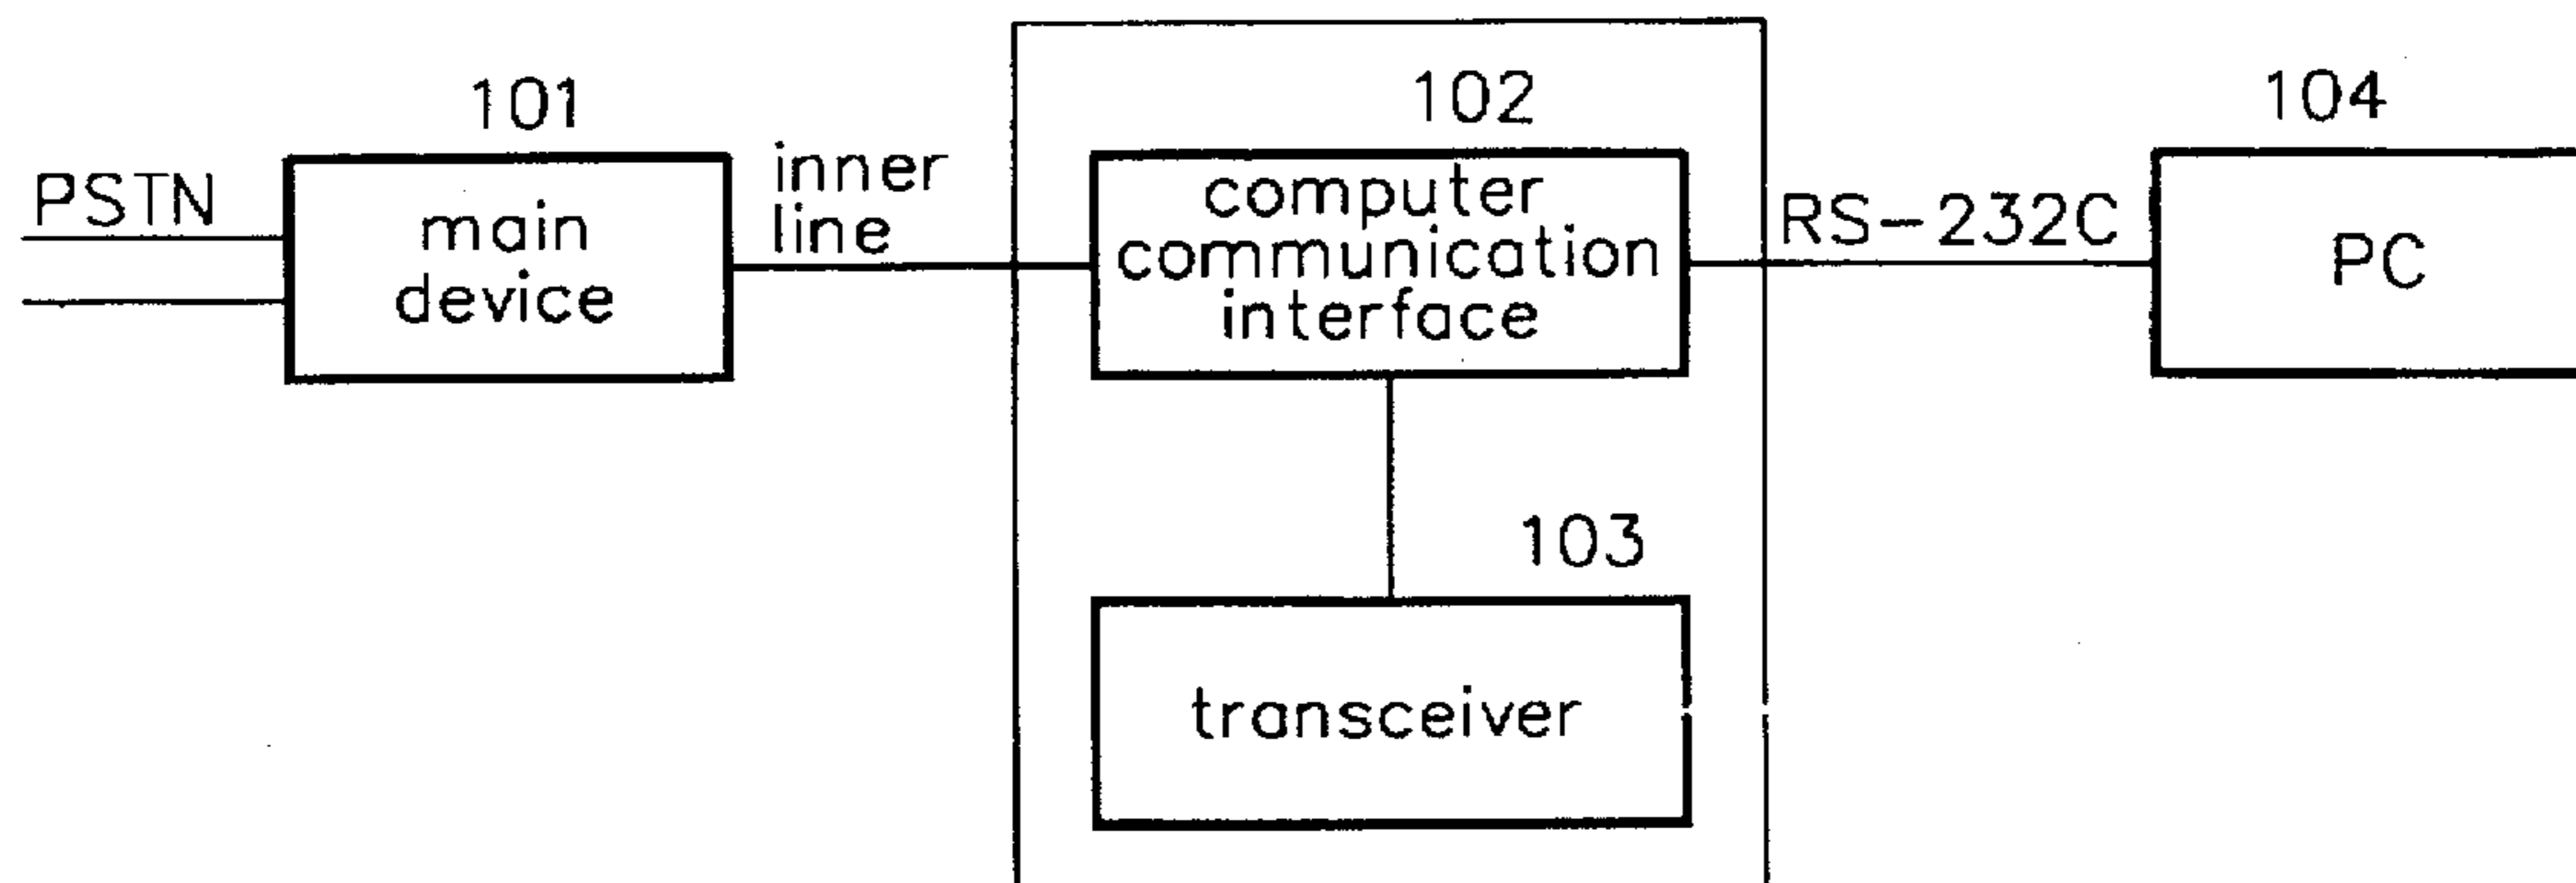 101
102
104
PSTN
main
device
inner
line
computer
communication
interface
RS-232C
PC
103
transceiver